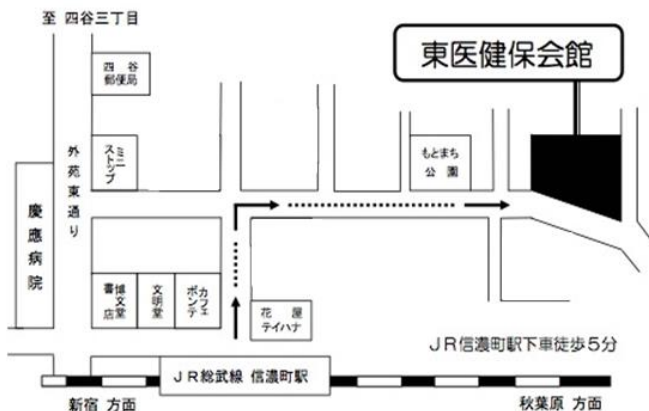 至 四谷三丁目
四谷
郵便局
東医健保会館
ミニ
ストップ
もとまち
公園
外苑東通り
慶應病院
博文堂
書店
文明堂
カフェ
ポンテ
花屋
テイハナ
JR信濃町駅下車徒歩5分
JR総武線 信濃町駅
新宿 方面
秋葉原 方面